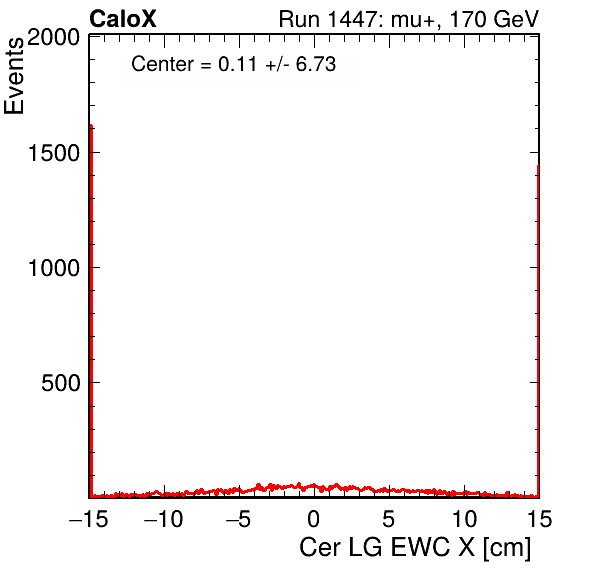 CaloX Run 1447: mu+, 170 GeV
Center = 0.11 +/- 6.73
Events
2000
1500
1000
500
−15 −10 −5 0 5 10 15
Cer LG EWC X [cm]